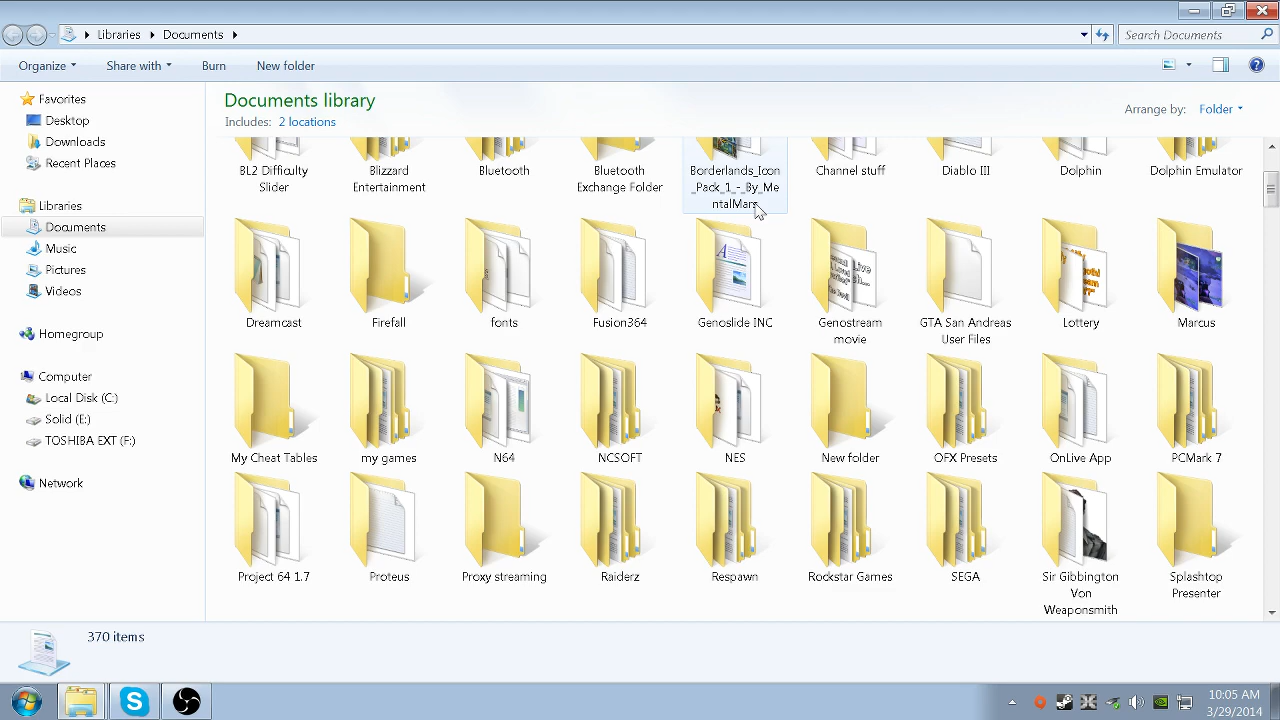 Libraries Documents
Search Documents
Organize Share with Burn New folder
Favorites
Desktop
Downloads
Recent Places
Libraries
Documents
Music
Pictures
Videos
Homegroup
Computer
Local Disk (C:)
Solid (E:)
TOSHIBA EXT (F:)
Network
Documents library
Includes: 2 locations
Arrange by: Folder
BL2 Difficulty
Slider
Blizzard
Entertainment
Bluetooth
Bluetooth
Exchange Folder
Borderlands_Icon
_Pack_1_-_By_Me
ntalMars
Channel stuff
Diablo III
Dolphin
Dolphin Emulator
Dreamcast
Firefall
fonts
Fusion364
Genoslide INC
Genostream
movie
GTA San Andreas
User Files
Lottery
Marcus
My Cheat Tables
my games
N64
NCSOFT
NES
New folder
OFX Presets
OnLive App
PCMark 7
Project 64 1.7
Proteus
Proxy streaming
Raiderz
Respawn
Rockstar Games
SEGA
Sir Gibbington
Von
Weaponsmith
Splashtop
Presenter
370 items
10:05 AM
3/29/2014